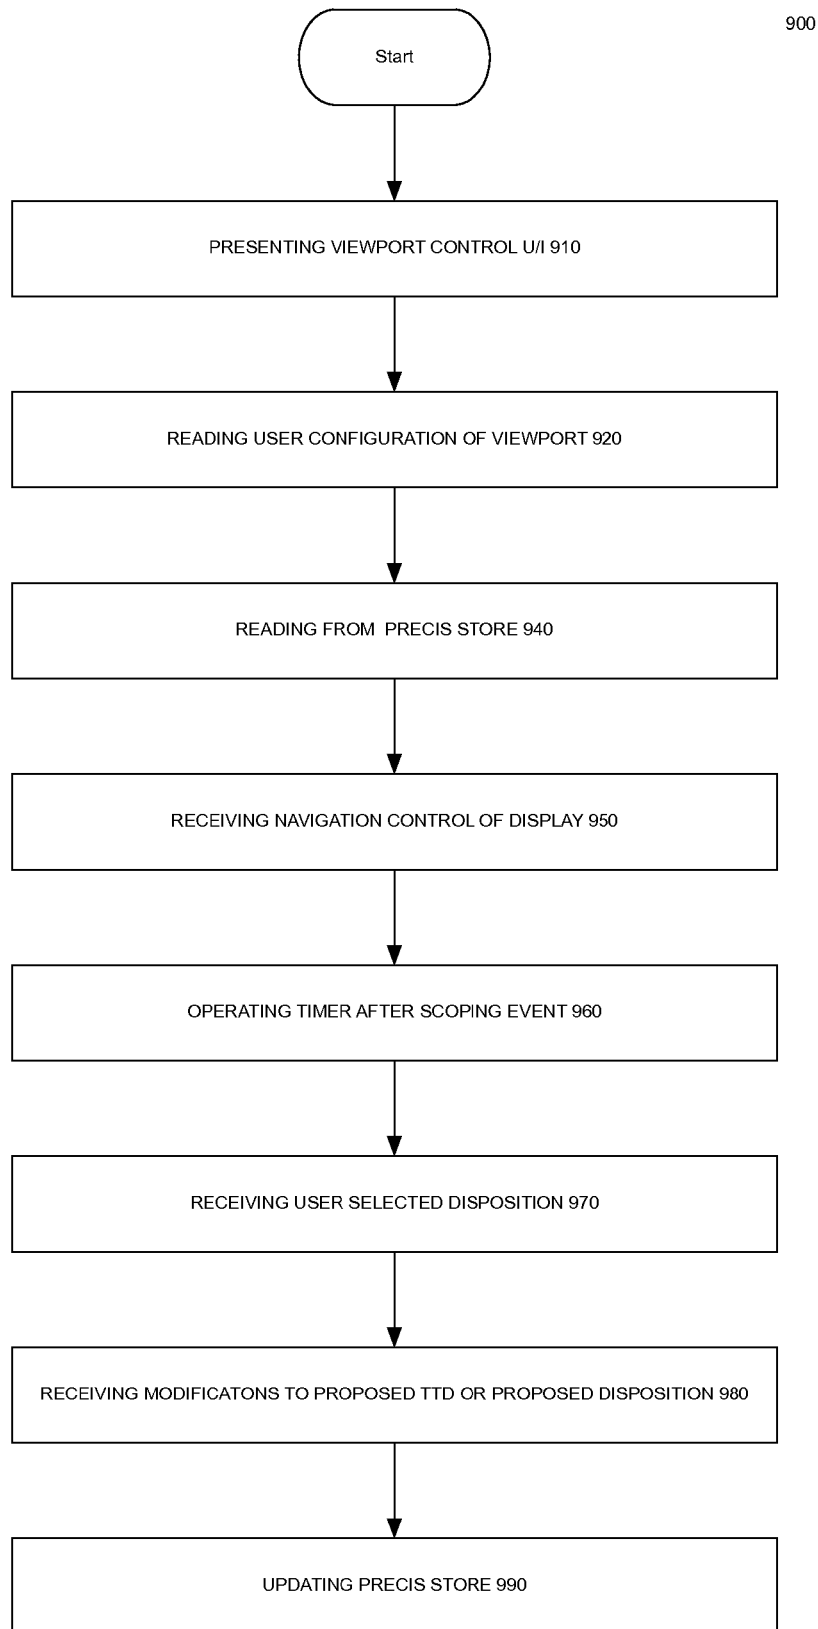 900
Start
PRESENTING VIEWPORT CONTROL U/I 910
READING USER CONFIGURATION OF VIEWPORT 920
READING FROM  PRECIS STORE 940
RECEIVING NAVIGATION CONTROL OF DISPLAY 950
OPERATING TIMER AFTER SCOPING EVENT 960
RECEIVING USER SELECTED DISPOSITION 970
RECEIVING MODIFICATONS TO PROPOSED TTD OR PROPOSED DISPOSITION 980
UPDATING PRECIS STORE 990